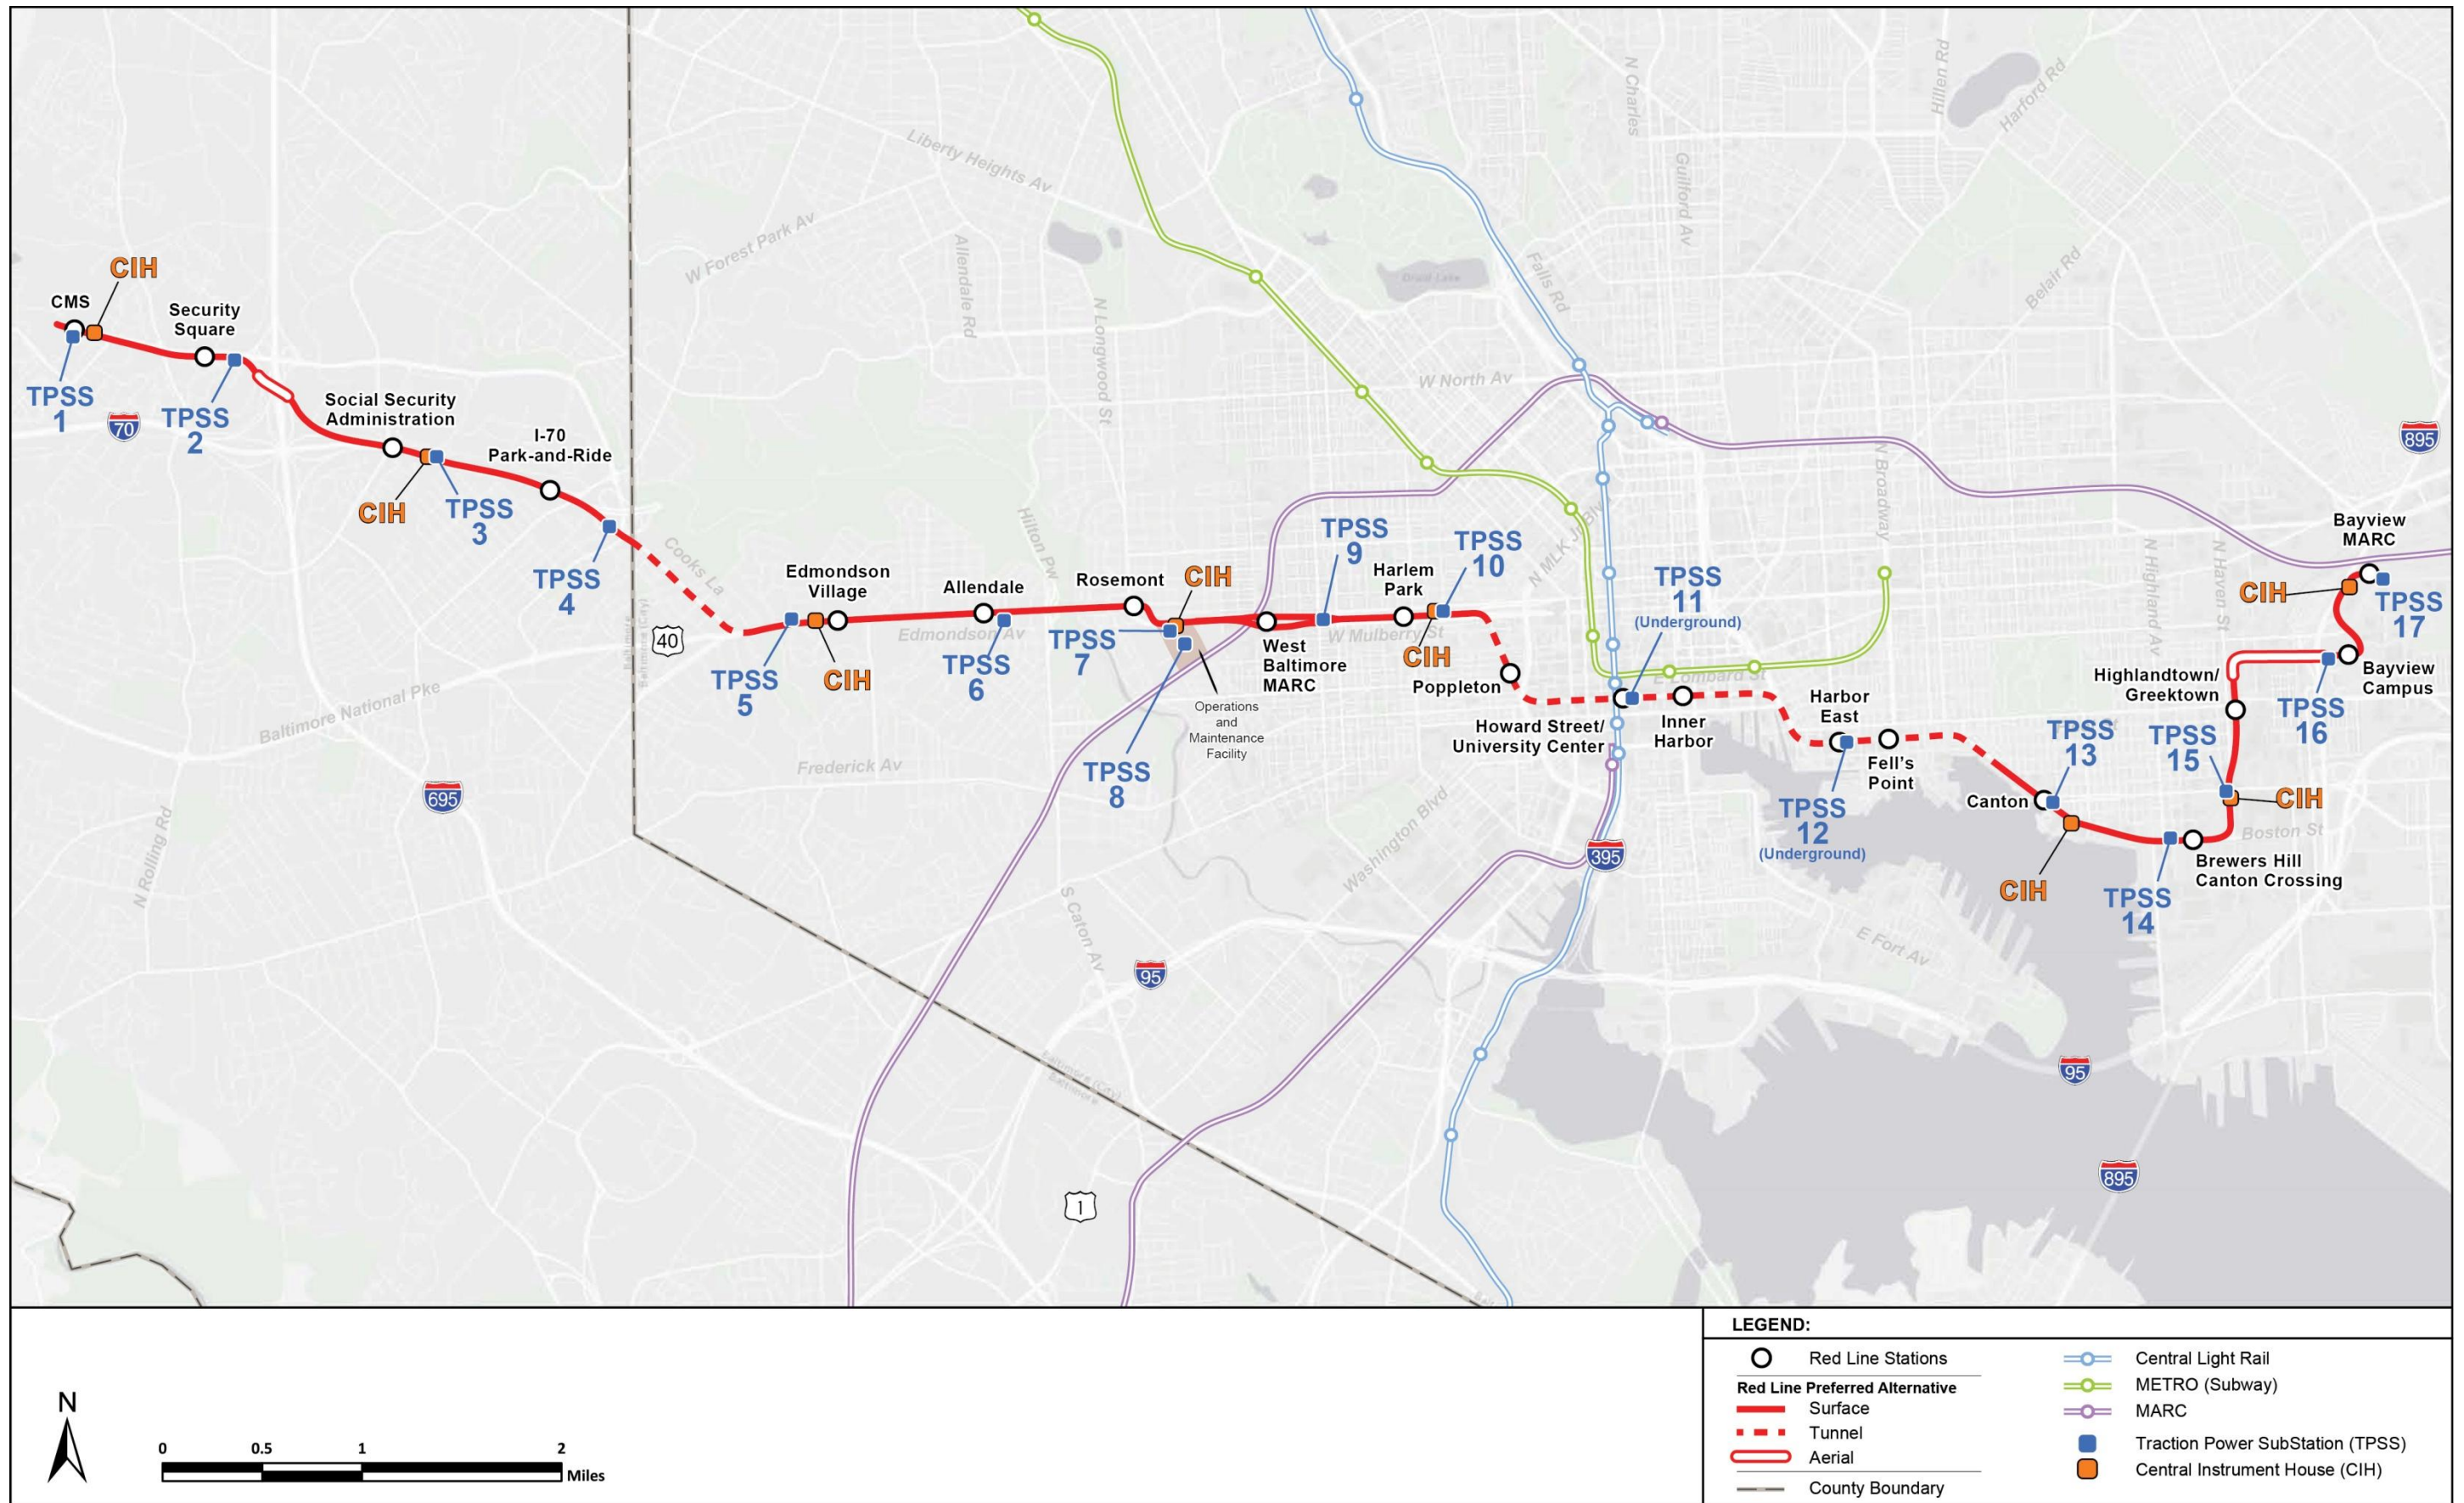 Liberty Heights Av
W Forest Park Av
Allendale Rd
N Longwood St
N Charles
Guilford Av
Hillen Rd
Harford Rd
Belair Rd
Falls Rd
Druid Lake
W North Av
N Broadway
N MLK Jr Blv
N Highland Av
N Haven St
CIH
CMS
Security
Square
TPSS
1
70
TPSS
2
Social Security
Administration
I-70
Park-and-Ride
CIH
TPSS
3
TPSS
4
Cooks La
40
Baltimore
Baltimore (City)
Baltimore National Pke
Edmondson
Village
TPSS
5
CIH
Allendale
Edmondson Av
TPSS
6
Hilton Pw
Rosemont
CIH
TPSS
7
Operations
and
Maintenance
Facility
TPSS
8
West
Baltimore
MARC
W Mulberry St
TPSS
9
Harlem
Park
TPSS
10
CIH
Poppleton
TPSS
11
(Underground)
E Lombard St
Howard Street/
University Center
Inner
Harbor
Harbor
East
Fell's
Point
TPSS
12
(Underground)
Canton
TPSS
13
CIH
TPSS
14
Brewers Hill
Canton Crossing
Boston St
TPSS
15
CIH
Highlandtown/
Greektown
TPSS
16
Bayview
Campus
CIH
TPSS
17
Bayview
MARC
895
Frederick Av
N Rolling Rd
695
S Caton Av
Washington Blvd
395
95
E Fort Av
95
895
Baltimore (City)
Baltimore
1
N
0 0.5 1 2
Miles
LEGEND:
Red Line Stations
Red Line Preferred Alternative
Surface
Tunnel
Aerial
County Boundary
Central Light Rail
METRO (Subway)
MARC
Traction Power SubStation (TPSS)
Central Instrument House (CIH)